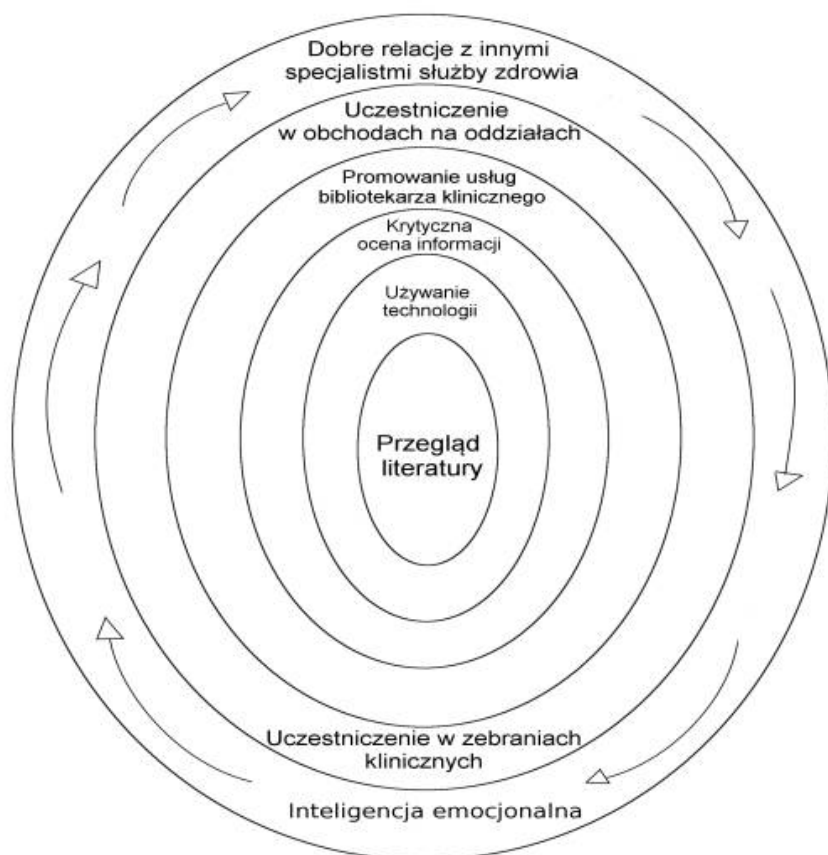 Dobre relacje z innymi
specjalistmi służby zdrowia
Uczestniczenie
w obchodach na oddziałach
Promowanie usług
bibliotekarza klinicznego
Krytyczna
ocena informacji
Używanie
technologii
Przegląd
literatury
Uczestniczenie w zebraniach
klinicznych
Inteligencja emocjonalna